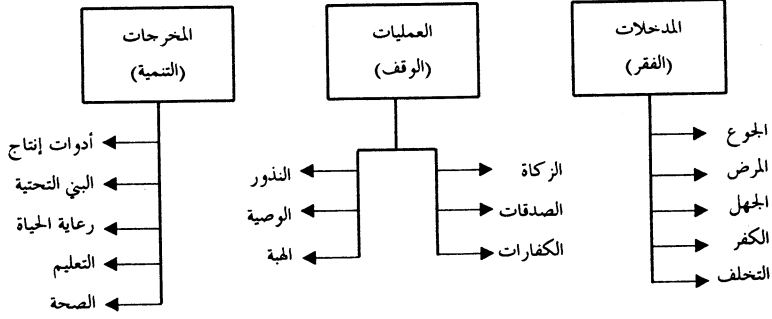 المدخلات
(الفقر)
الجوع
المرض
الجهل
الكفر
التخلف
العمليات
(الوقف)
الزكاة
الصدقات
الكفارات
النذور
الوصية
الهبة
المخرجات
(التنمية)
أدوات إنتاج
البني التحتية
رعاية الحياة
التعليم
الصحة